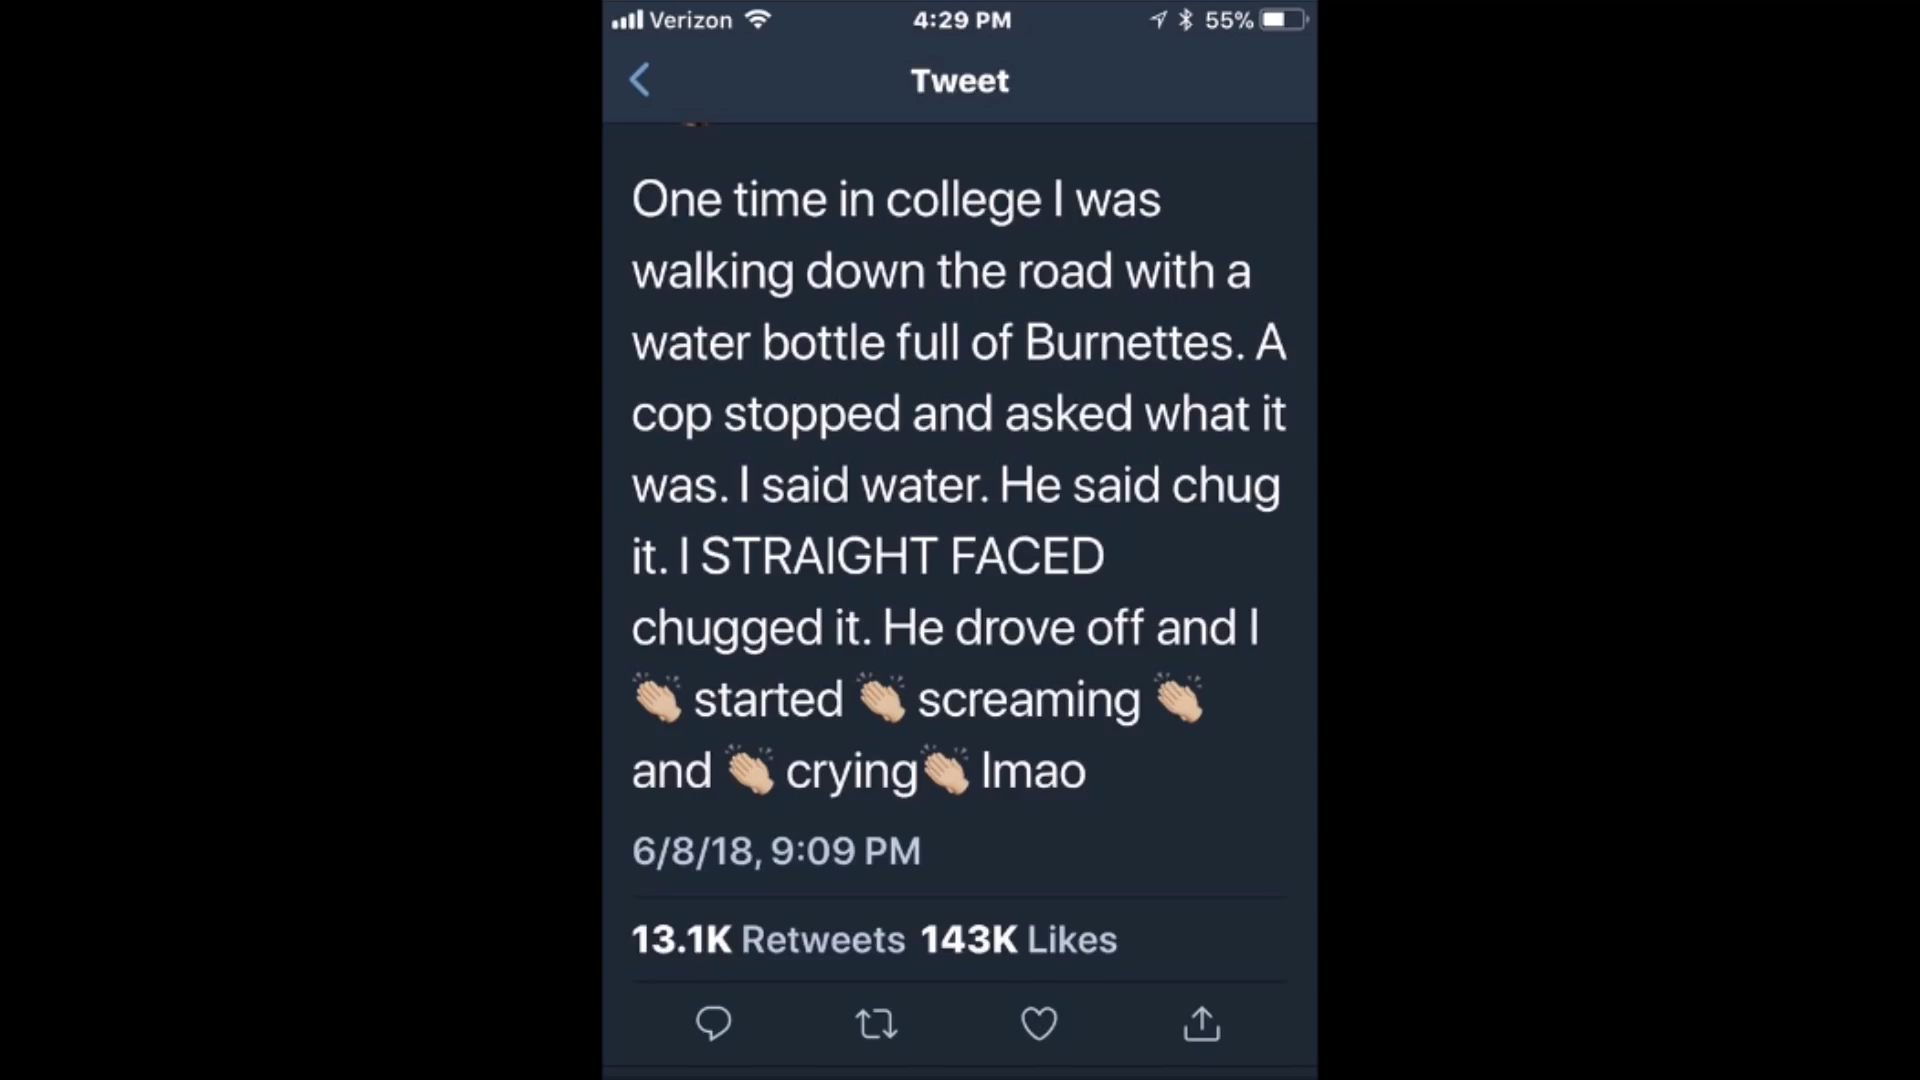 Verizon 4:29 PM 55%
Tweet
One time in college I was
walking down the road with a
water bottle full of Burnettes. A
cop stopped and asked what it
was. I said water. He said chug
it. I STRAIGHT FACED
chugged it. He drove off and I
👏🏼 started 👏🏼 screaming 👏🏼
and 👏🏼 crying👏🏼 lmao
6/8/18, 9:09 PM
13.1K Retweets 143K Likes